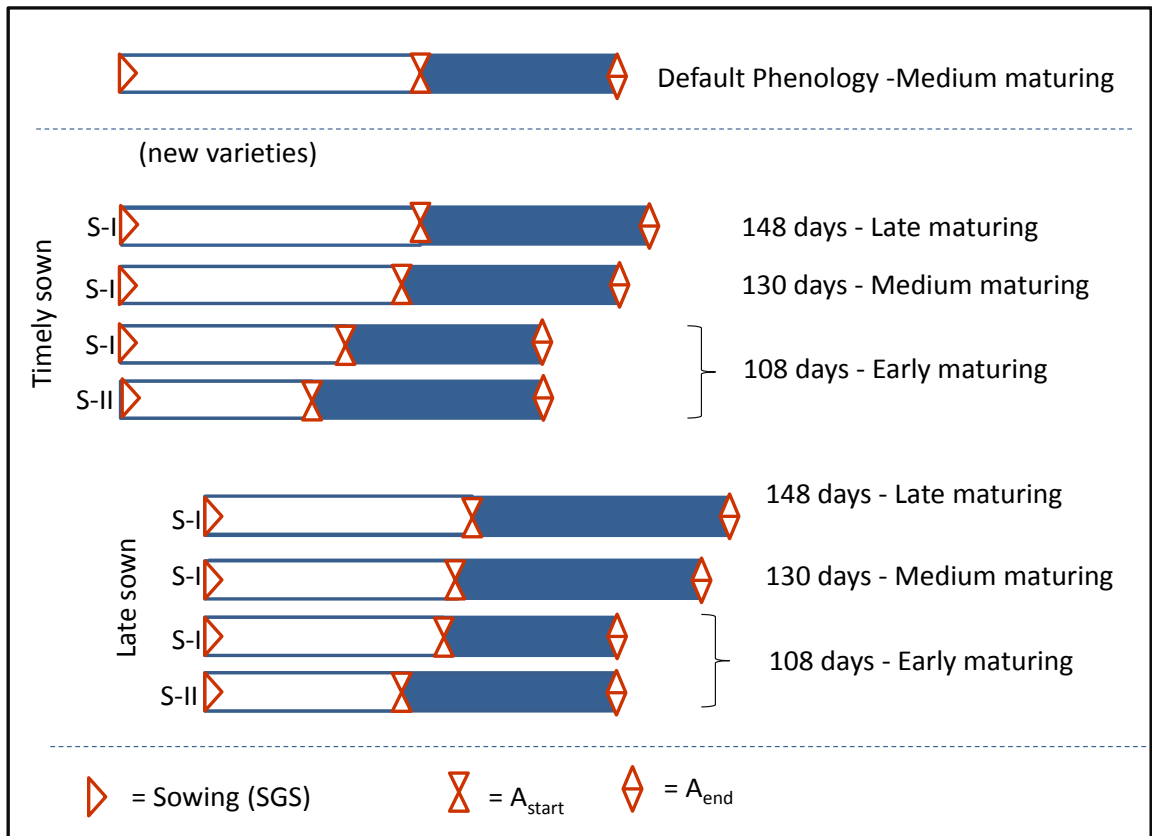 Default Phenology -Medium maturing
(new varieties)
Timely sown
S-I
148 days - Late maturing
S-I
130 days - Medium maturing
S-I
S-II
108 days - Early maturing
Late sown
S-I
148 days - Late maturing
S-I
130 days - Medium maturing
S-I
S-II
108 days - Early maturing
= Sowing (SGS)
= Astart
= Aend